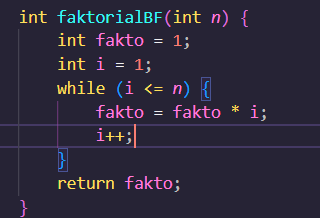 int faktorialBF(int n) {
    int fakto = 1;
    int i = 1;
    while (i <= n) {
        fakto = fakto * i;
        i++;
    }
    return fakto;
}